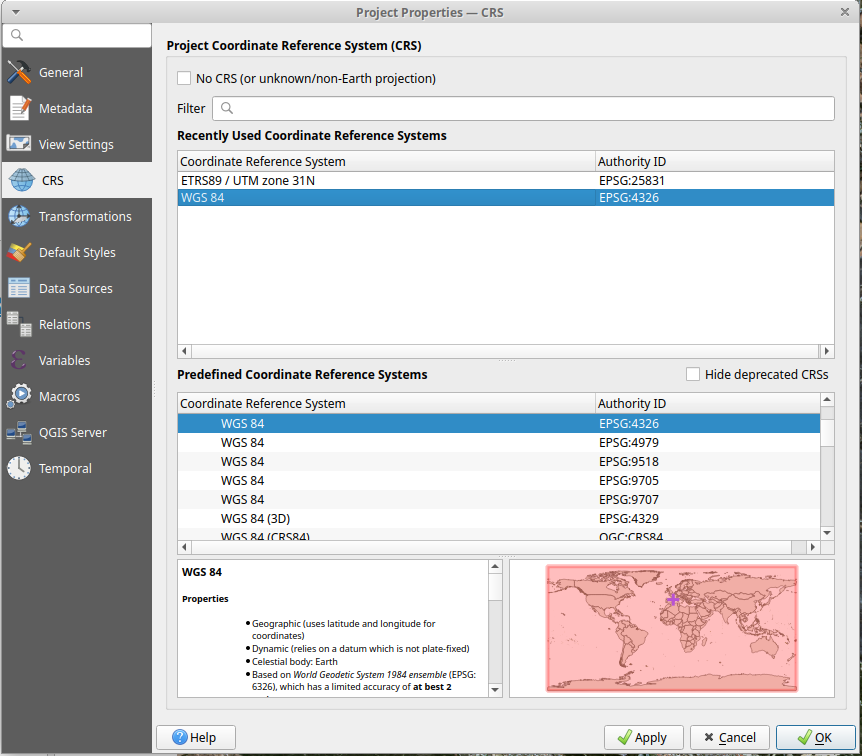 Project Properties — CRS
General
Metadata
View Settings
CRS
Transformations
Default Styles
Data Sources
Relations
Variables
Macros
QGIS Server
Temporal
Project Coordinate Reference System (CRS)
No CRS (or unknown/non-Earth projection)
Filter
Recently Used Coordinate Reference Systems
Coordinate Reference System Authority ID
ETRS89 / UTM zone 31N EPSG:25831
WGS 84 EPSG:4326
Predefined Coordinate Reference Systems Hide deprecated CRSs
Coordinate Reference System Authority ID
WGS 84 EPSG:4326
WGS 84 EPSG:4979
WGS 84 EPSG:9518
WGS 84 EPSG:9705
WGS 84 EPSG:9707
WGS 84 (3D) EPSG:4329
WGS 84 (CRS84) OGC:CRS84
WGS 84
Properties
• Geographic (uses latitude and longitude for
coordinates)
• Dynamic (relies on a datum which is not plate-fixed)
• Celestial body: Earth
• Based on World Geodetic System 1984 ensemble (EPSG:
6326), which has a limited accuracy of at best 2
Help Apply Cancel OK